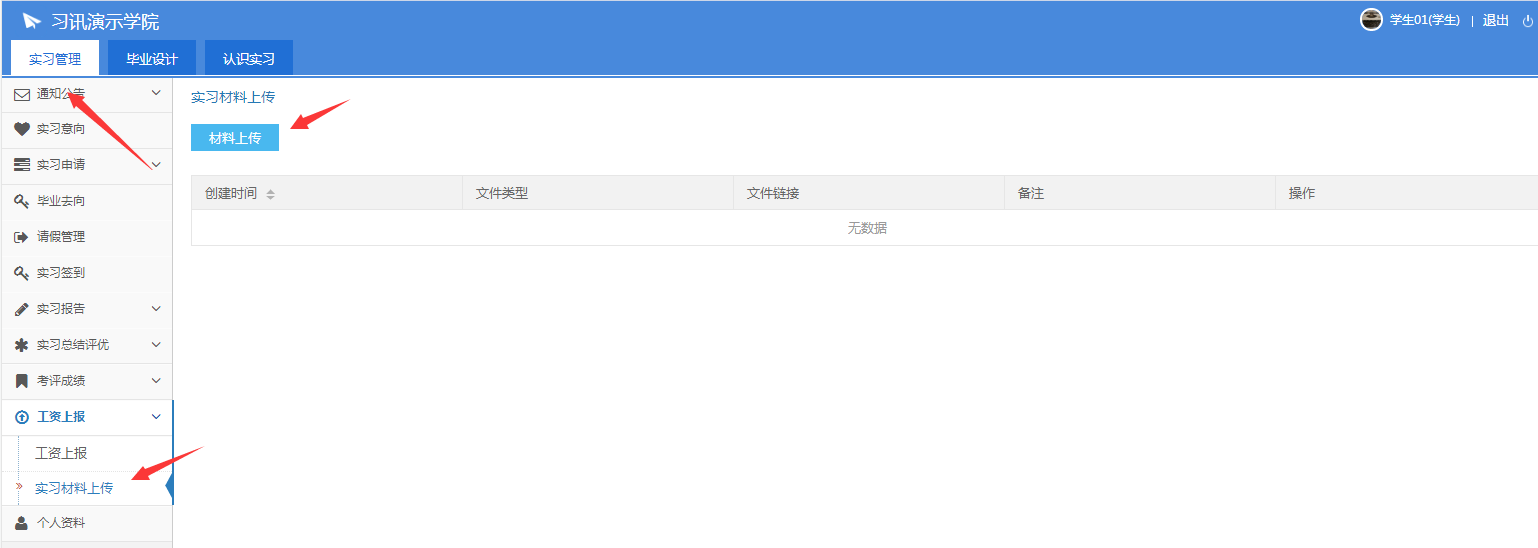 习讯演示学院
学生01(学生) | 退出
实习管理 毕业设计 认识实习
通知公告
实习意向
实习申请
毕业去向
请假管理
实习签到
实习报告
实习总结评优
考评成绩
工资上报
工资上报
实习材料上传
个人资料
实习材料上传
材料上传
创建时间 文件类型 文件链接 备注 操作
无数据